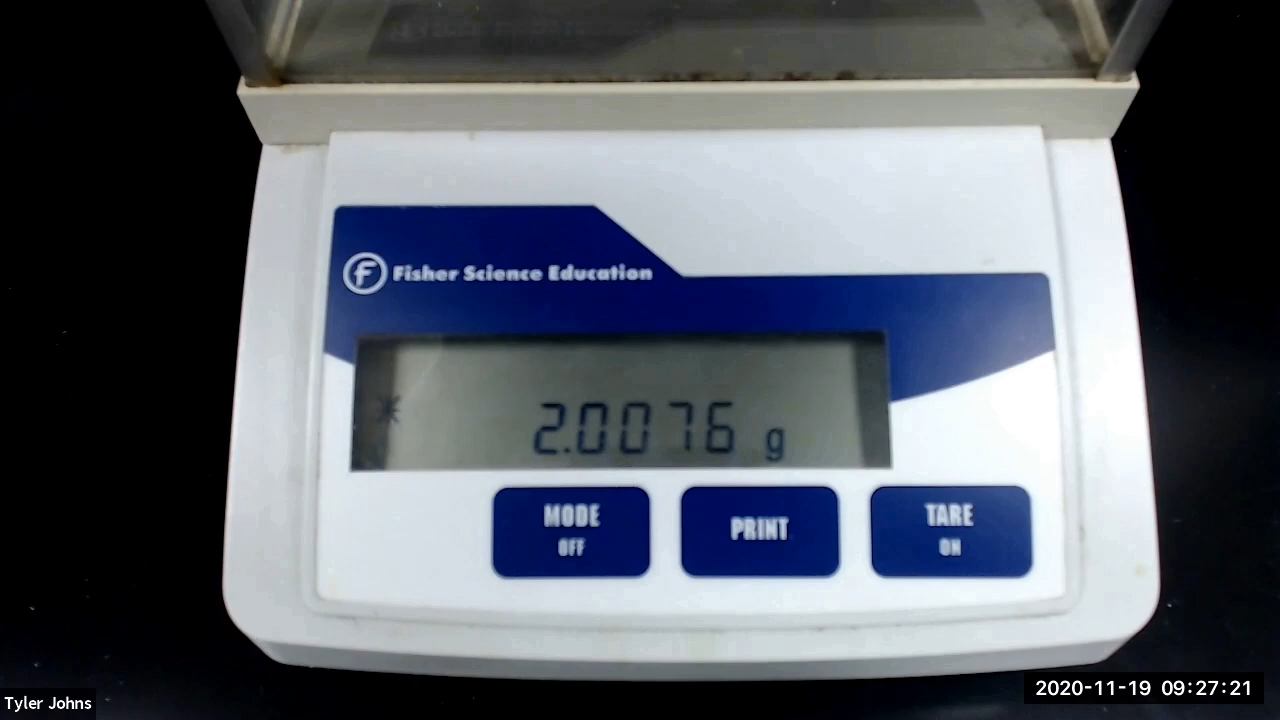 Fisher Science Education
* 2.0076 g
MODE
OFF
PRINT
TARE
ON
Tyler Johns
2020-11-19 09:27:21